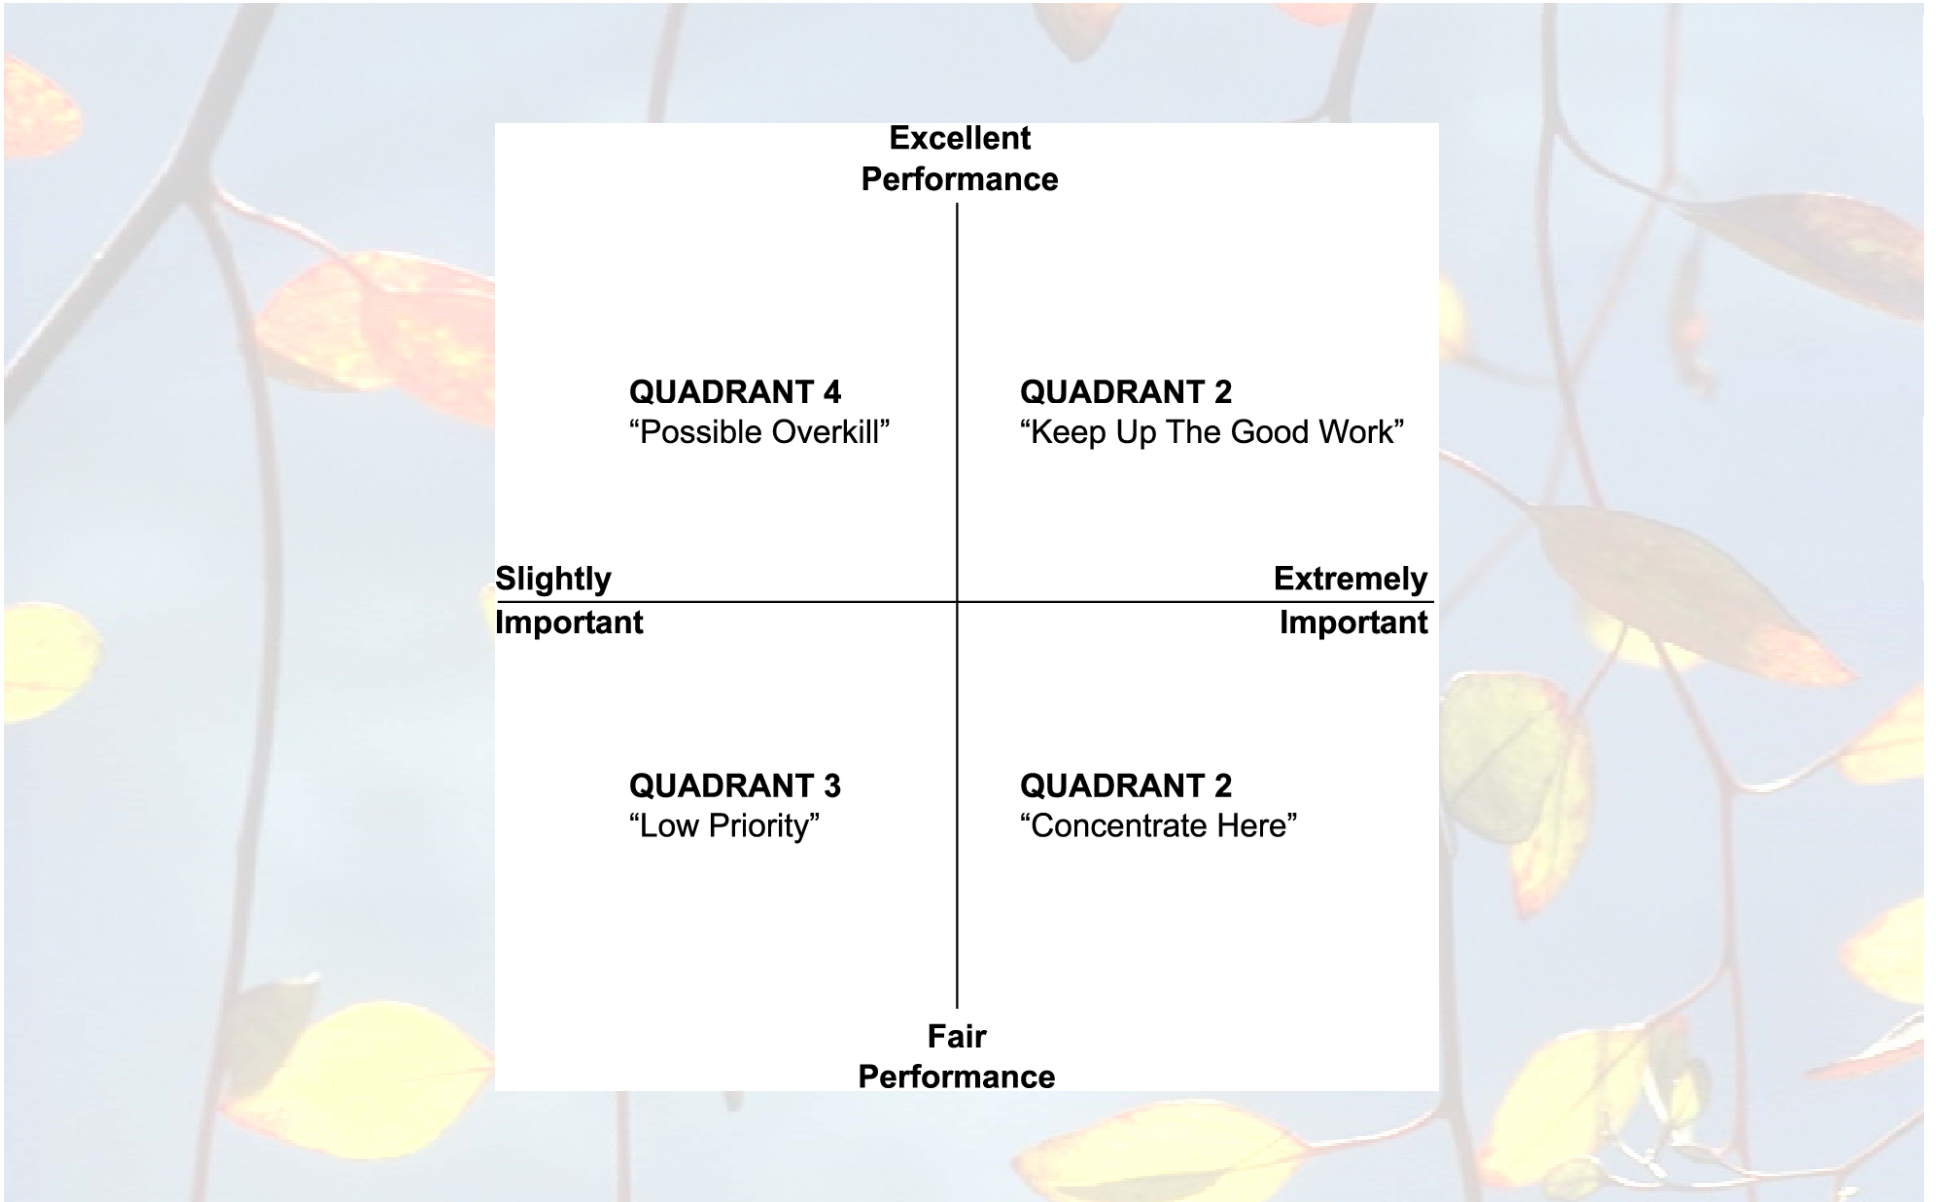 Excellent
Performance
QUADRANT 4
“Possible Overkill”
QUADRANT 2
“Keep Up The Good Work”
Slightly
Important
Extremely
Important
QUADRANT 3
“Low Priority”
QUADRANT 2
“Concentrate Here”
Fair
Performance